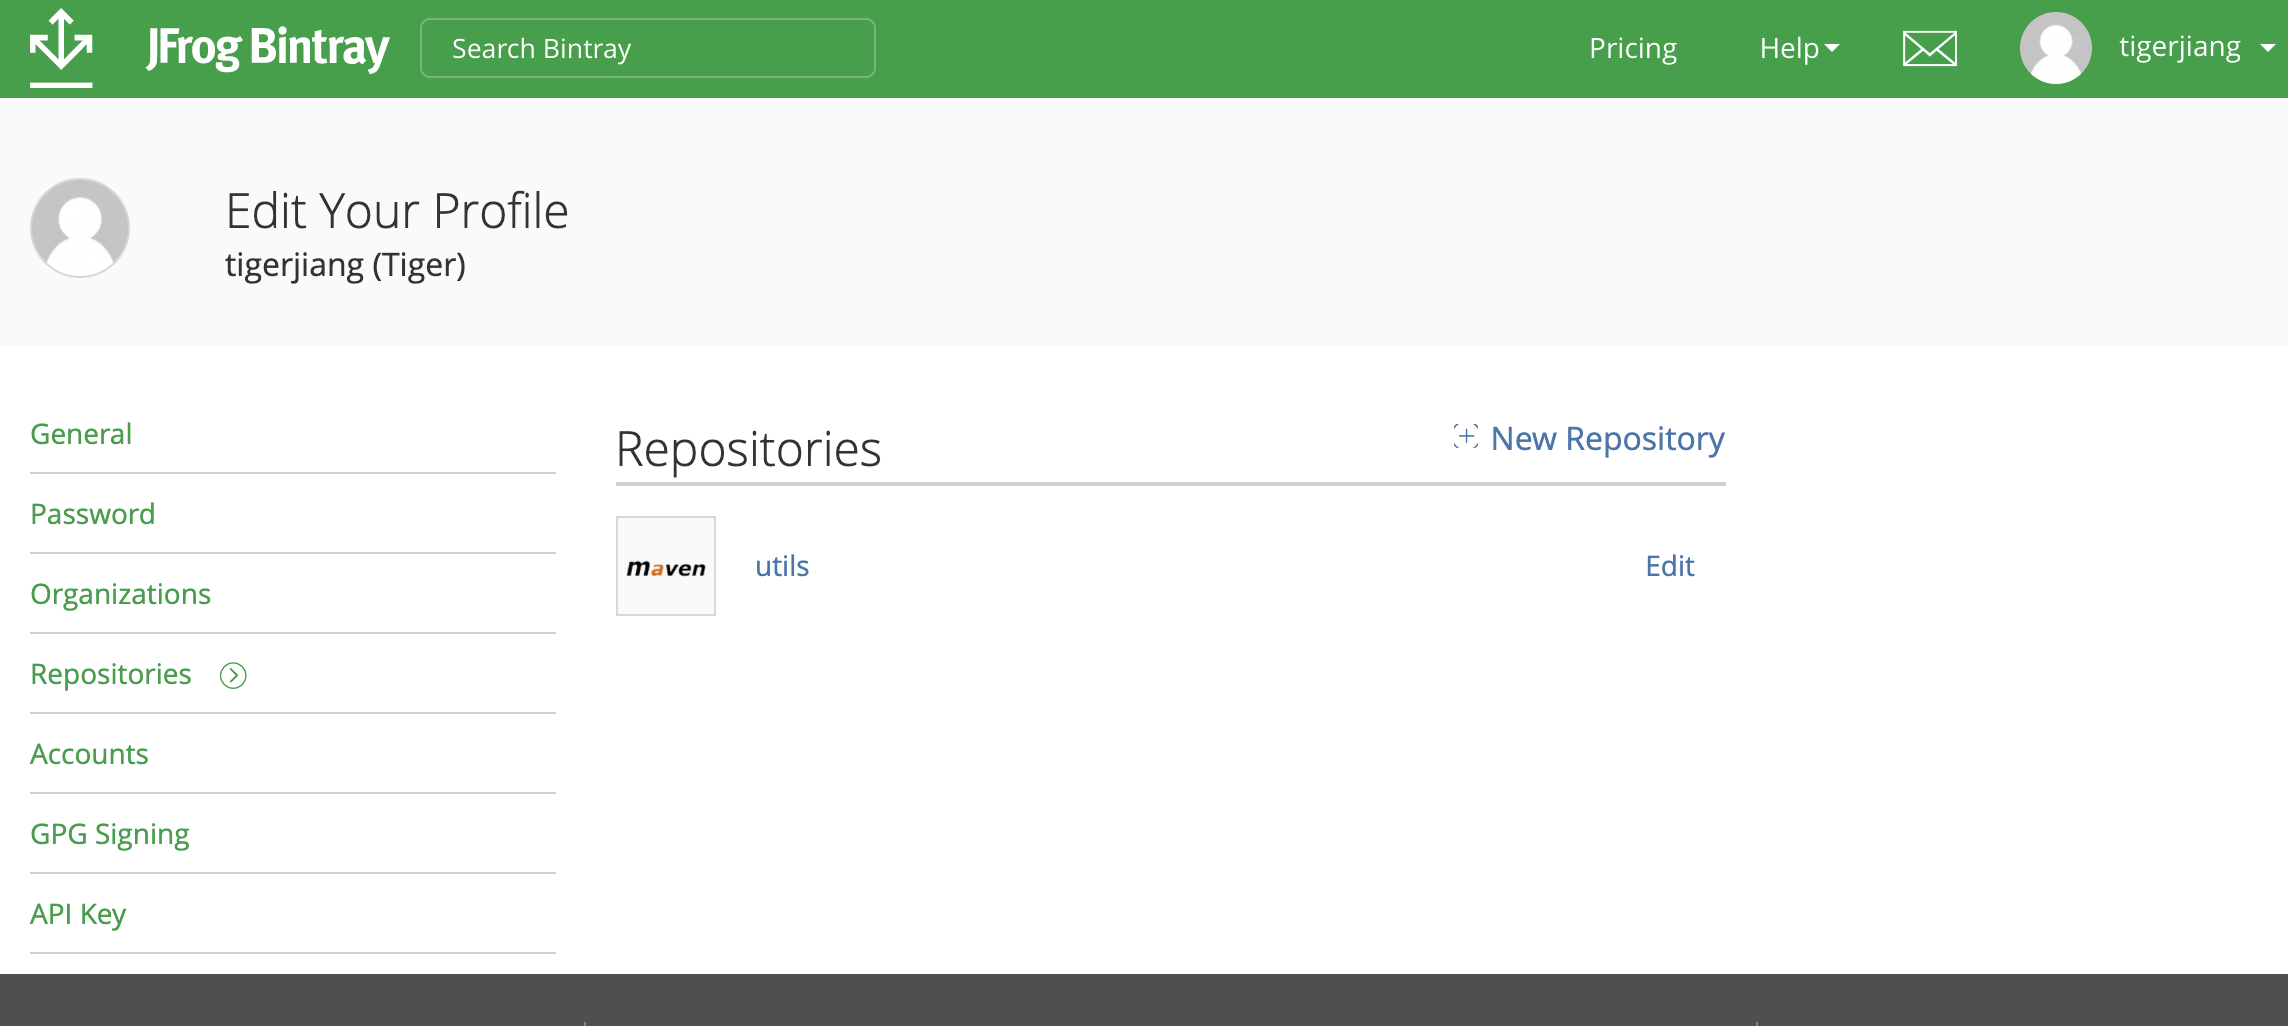 JFrog Bintray
Search Bintray
Pricing
Help
tigerjiang
Edit Your Profile
tigerjiang (Tiger)
General
Password
Organizations
Repositories
Accounts
GPG Signing
API Key
Repositories
New Repository
maven
utils
Edit